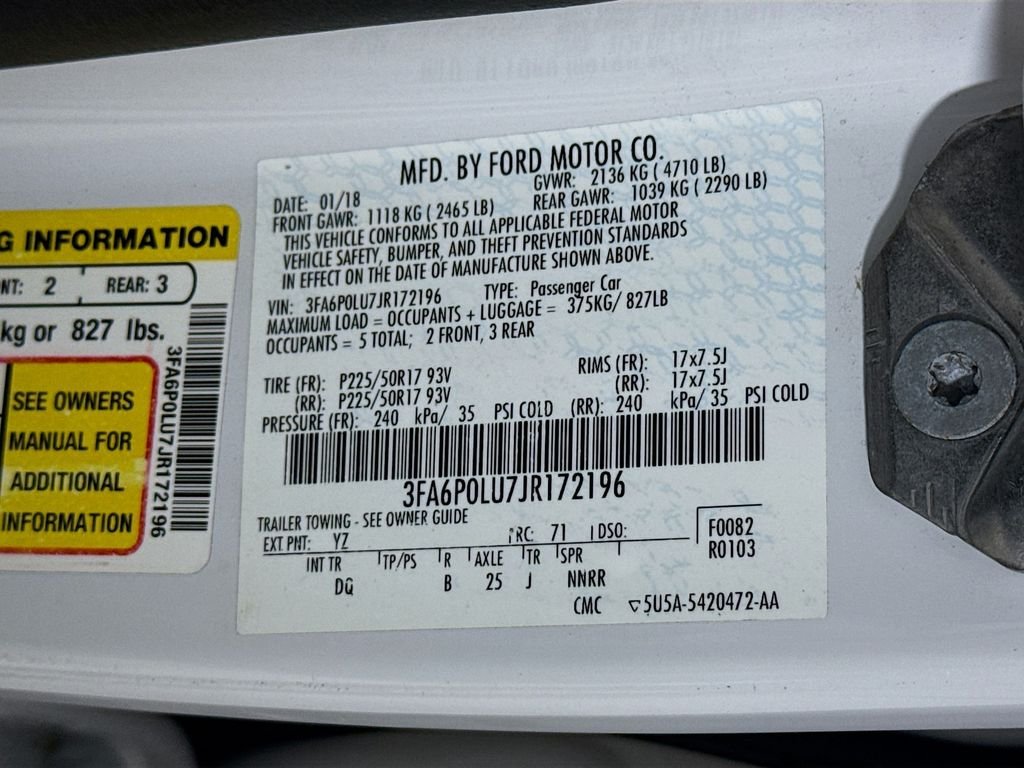 G INFORMATION
NT: 2 REAR: 3
kg or 827 lbs.
SEE OWNERS
MANUAL FOR
ADDITIONAL
INFORMATION
3FA6P0LU7JR172196
MFD. BY FORD MOTOR CO.
DATE: 01/18 GVWR: 2136 KG ( 4710 LB)
FRONT GAWR: 1118 KG ( 2465 LB) REAR GAWR: 1039 KG ( 2290 LB)
THIS VEHICLE CONFORMS TO ALL APPLICABLE FEDERAL MOTOR
VEHICLE SAFETY, BUMPER, AND THEFT PREVENTION STANDARDS
IN EFFECT ON THE DATE OF MANUFACTURE SHOWN ABOVE.
VIN: 3FA6P0LU7JR172196 TYPE: Passenger Car
MAXIMUM LOAD = OCCUPANTS + LUGGAGE = 375KG/ 827LB
OCCUPANTS = 5 TOTAL; 2 FRONT, 3 REAR
TIRE (FR): P225/50R17 93V RIMS (FR): 17x7.5J
(RR): P225/50R17 93V (RR): 17x7.5J
PRESSURE (FR): 240 kPa/ 35 PSI COLD (RR): 240 kPa/ 35 PSI COLD
3FA6P0LU7JR172196
TRAILER TOWING - SEE OWNER GUIDE
EXT PNT: YZ RC: 71 DSO: F0082
R0103
INT TR TP/PS R AXLE TR SPR
DQ B 25 J NNRR
CMC 5U5A-5420472-AA